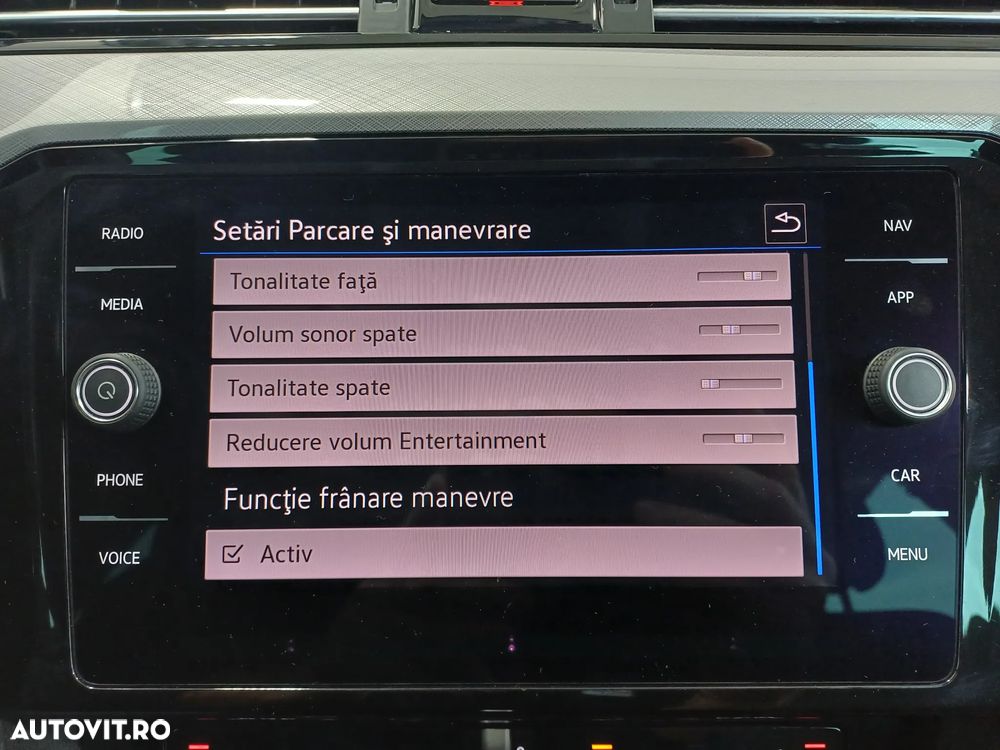 RADIO
MEDIA
PHONE
VOICE
Setări Parcare şi manevrare
Tonalitate faţă
Volum sonor spate
Tonalitate spate
Reducere volum Entertainment
Funcţie frânare manevre
Activ
NAV
APP
CAR
MENU
AUTOVIT.RO